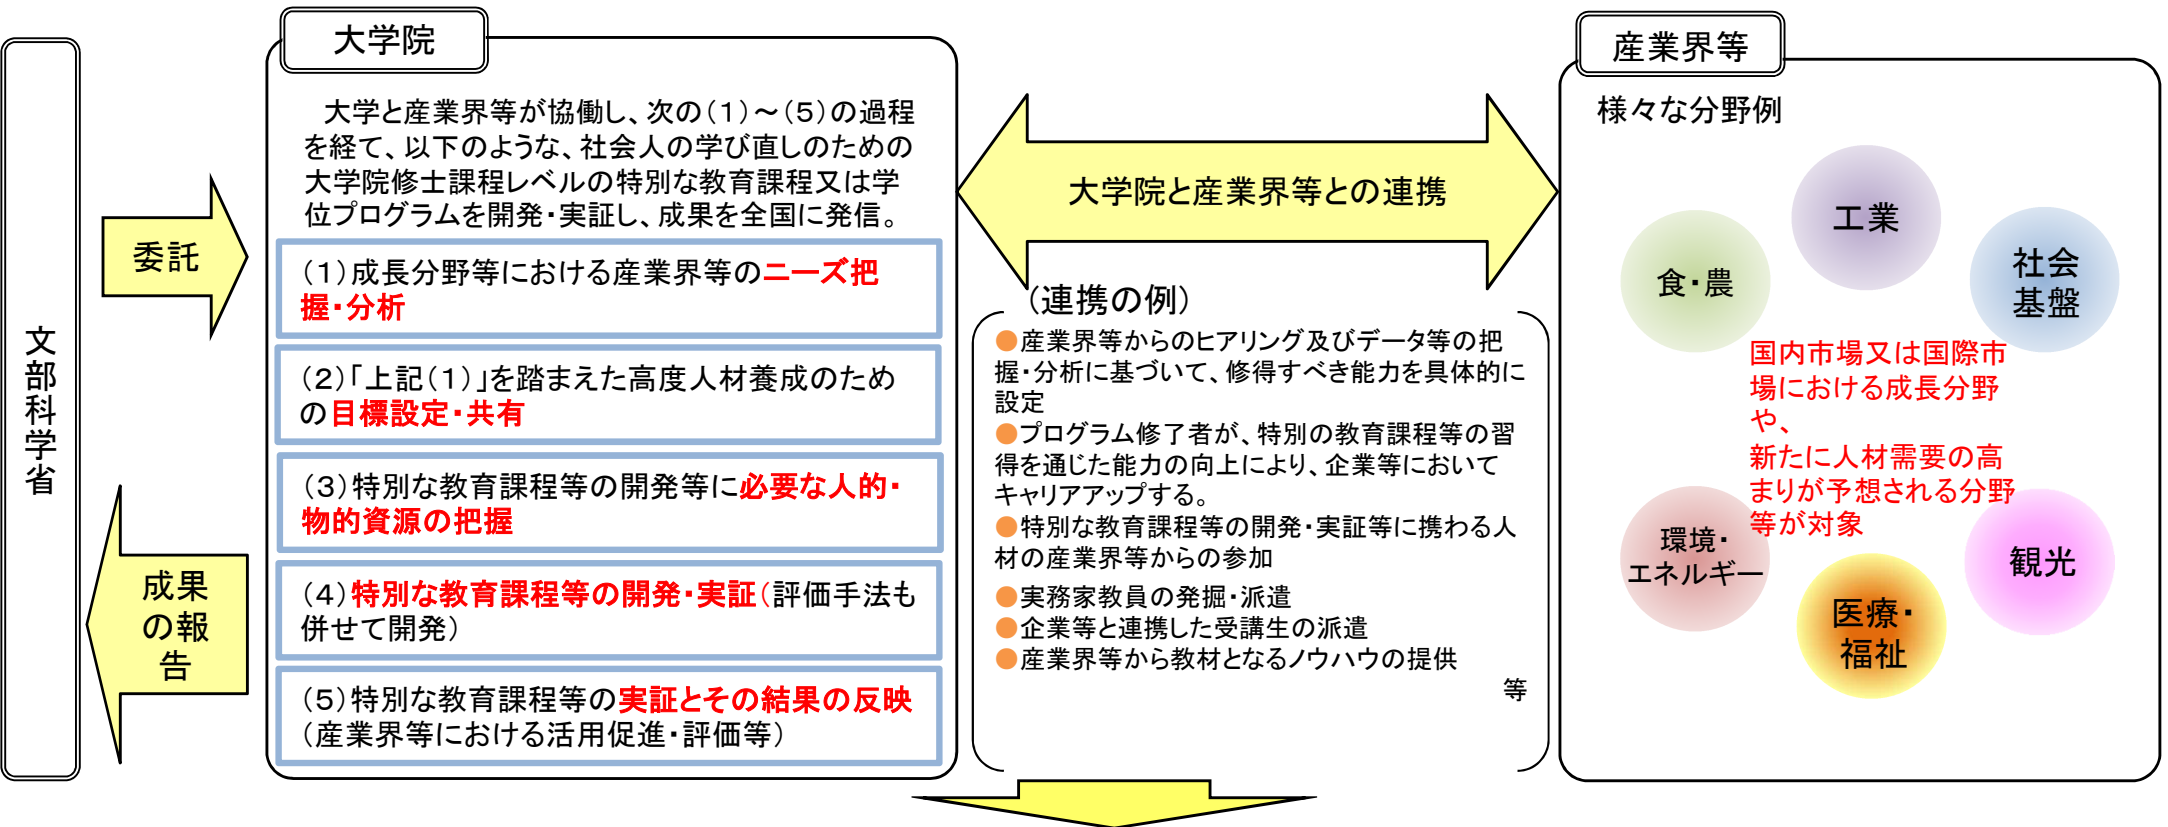 文部科学省
委託
成果
の報
告
大学院
大学と産業界等が協働し、次の(1)～(5)の過程
を経て、以下のような、社会人の学び直しのための
大学院修士課程レベルの特別な教育課程又は学
位プログラムを開発・実証し、成果を全国に発信。
(1)成長分野等における産業界等のニーズ把
握・分析
(2)「上記(1)」を踏まえた高度人材養成のため
の目標設定・共有
(3)特別な教育課程等の開発等に必要な人的・
物的資源の把握
(4)特別な教育課程等の開発・実証(評価手法も
併せて開発)
(5)特別な教育課程等の実証とその結果の反映
(産業界等における活用促進・評価等)
大学院と産業界等との連携
(連携の例)
●産業界等からのヒアリング及びデータ等の把
握・分析に基づいて、修得すべき能力を具体的に
設定
●プログラム修了者が、特別の教育課程等の習
得を通じた能力の向上により、企業等において
キャリアアップする。
●特別な教育課程等の開発・実証等に携わる人
材の産業界等からの参加
●実務家教員の発掘・派遣
●企業等と連携した受講生の派遣
●産業界等から教材となるノウハウの提供
等
産業界等
様々な分野例
工業
食・農
社会
基盤
国内市場又は国際市
場における成長分野
や、
新たに人材需要の高
まりが予想される分野
等が対象
環境・
エネルギー
観光
医療・
福祉